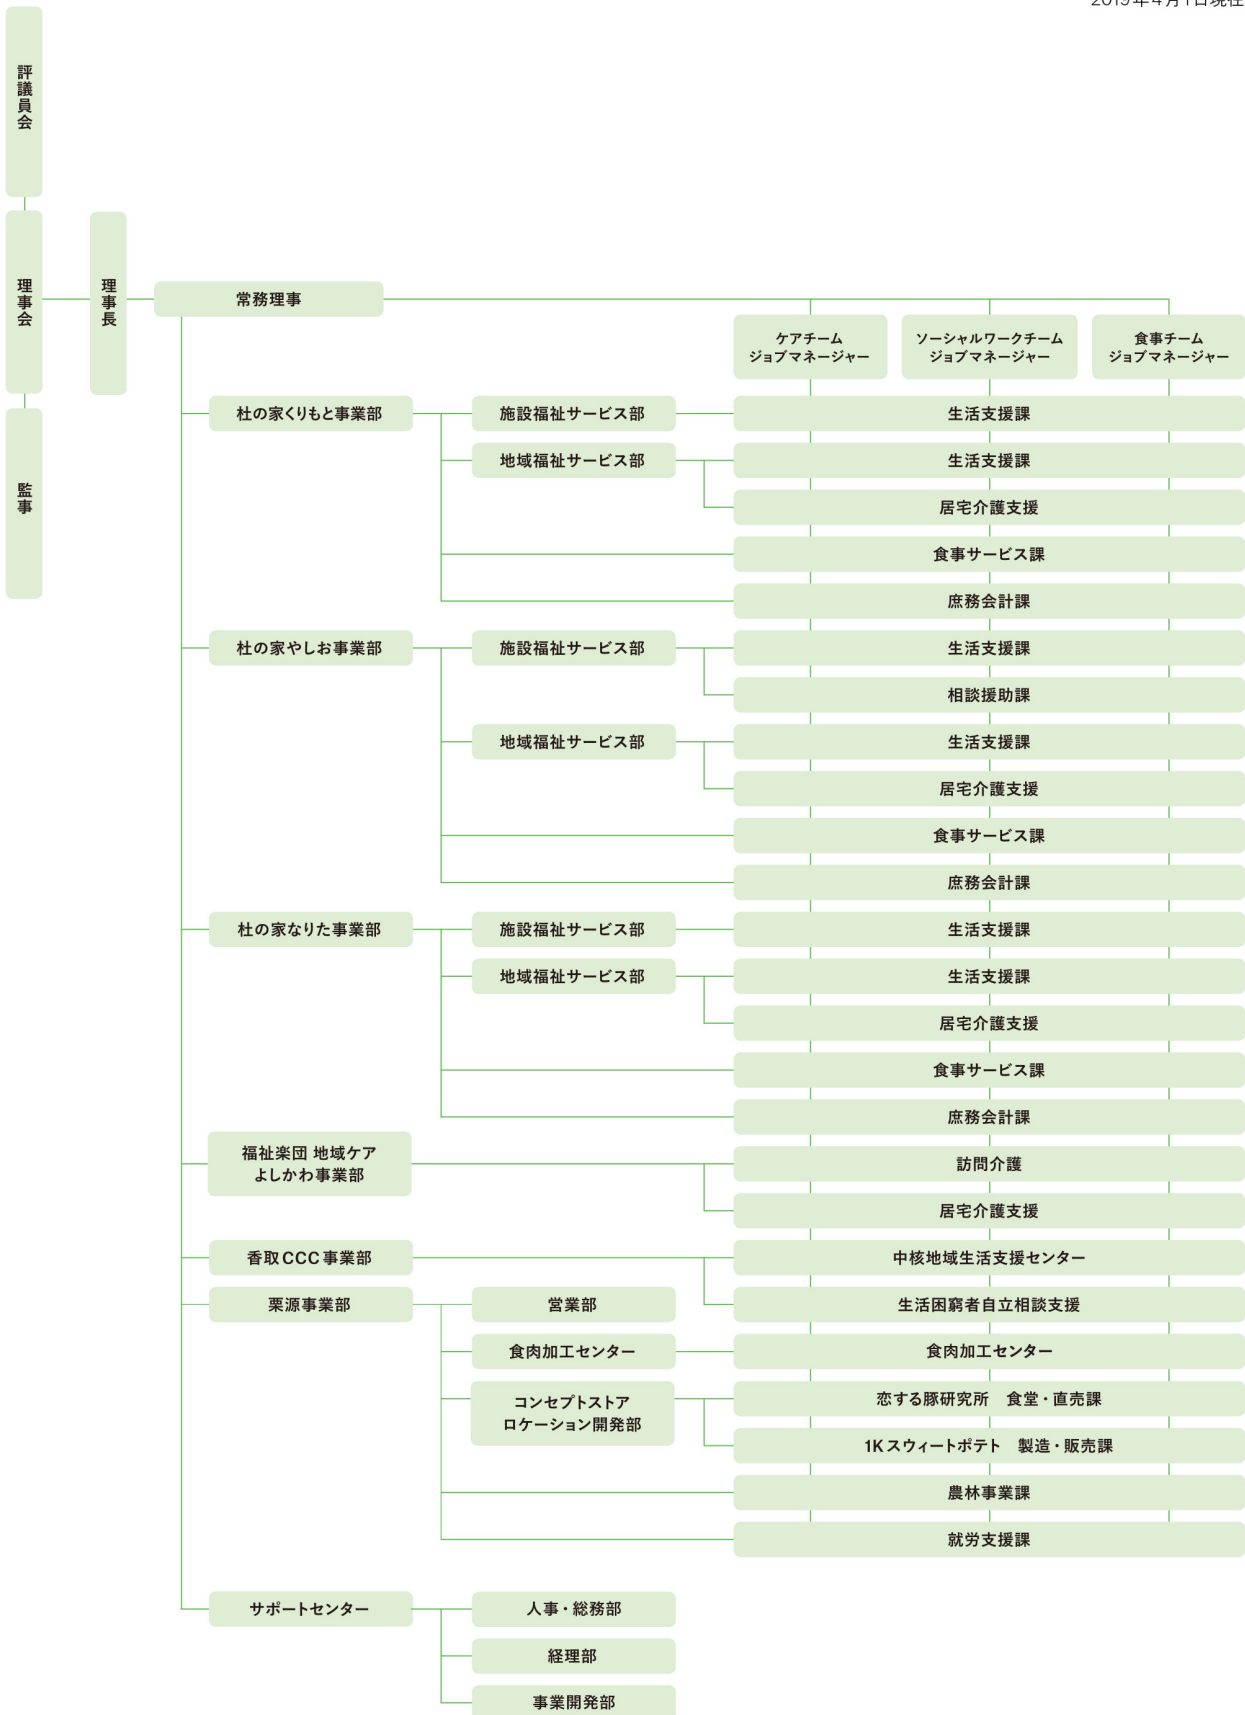 2019年4月1日現在
評議員会
理事会
理事長
監事
常務理事
ケアチーム
ジョブマネージャー
ソーシャルワークチーム
ジョブマネージャー
食事チーム
ジョブマネージャー
杜の家くりもと事業部
施設福祉サービス部
生活支援課
地域福祉サービス部
生活支援課
居宅介護支援
食事サービス課
庶務会計課
杜の家やしお事業部
施設福祉サービス部
生活支援課
相談援助課
地域福祉サービス部
生活支援課
居宅介護支援
食事サービス課
庶務会計課
杜の家なりた事業部
施設福祉サービス部
生活支援課
地域福祉サービス部
生活支援課
居宅介護支援
食事サービス課
庶務会計課
福祉楽団 地域ケア
よしかわ事業部
訪問介護
居宅介護支援
香取CCC事業部
中核地域生活支援センター
生活困窮者自立相談支援
栗源事業部
営業部
食肉加工センター
食肉加工センター
コンセプトストア
ロケーション開発部
恋する豚研究所　食堂・直売課
1Kスウィートポテト　製造・販売課
農林事業課
就労支援課
サポートセンター
人事・総務部
経理部
事業開発部